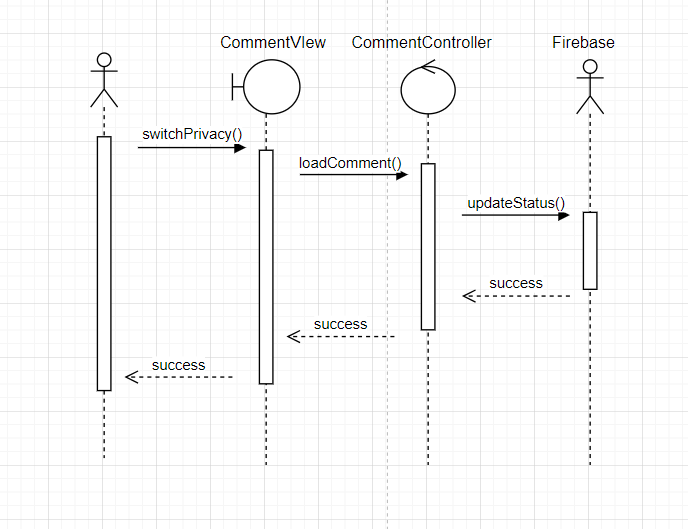 CommentVIew
CommentController
Firebase
switchPrivacy()
loadComment()
updateStatus()
success
success
success